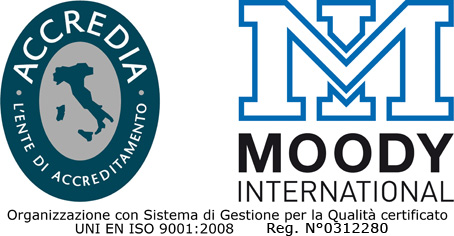 ACCREDIA
L'ENTE DI ACCREDITAMENTO
M
MOODY
INTERNATIONAL
Organizzazione con Sistema di Gestione per la Qualità certificato
UNI EN ISO 9001:2008 Reg. N°0312280